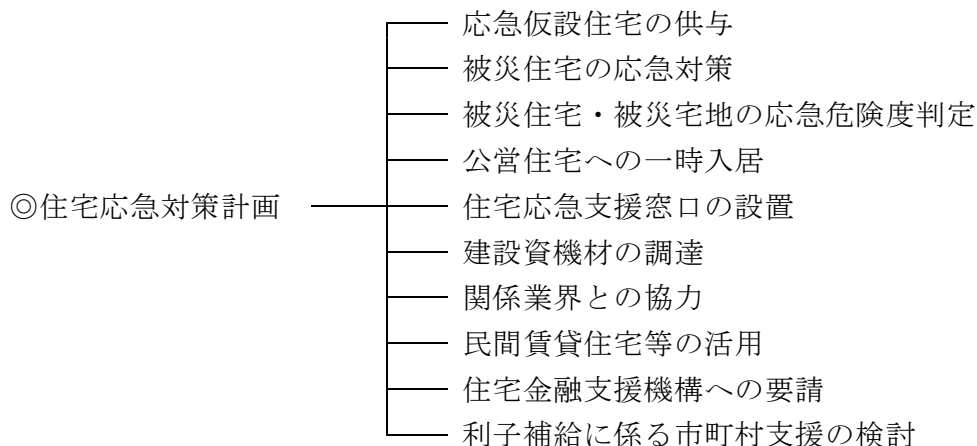 応急仮設住宅の供与
被災住宅の応急対策
被災住宅・被災宅地の応急危険度判定
公営住宅への一時入居
◎住宅応急対策計画
住宅応急支援窓口の設置
建設資機材の調達
関係業界との協力
民間賃貸住宅等の活用
住宅金融支援機構への要請
利子補給に係る市町村支援の検討